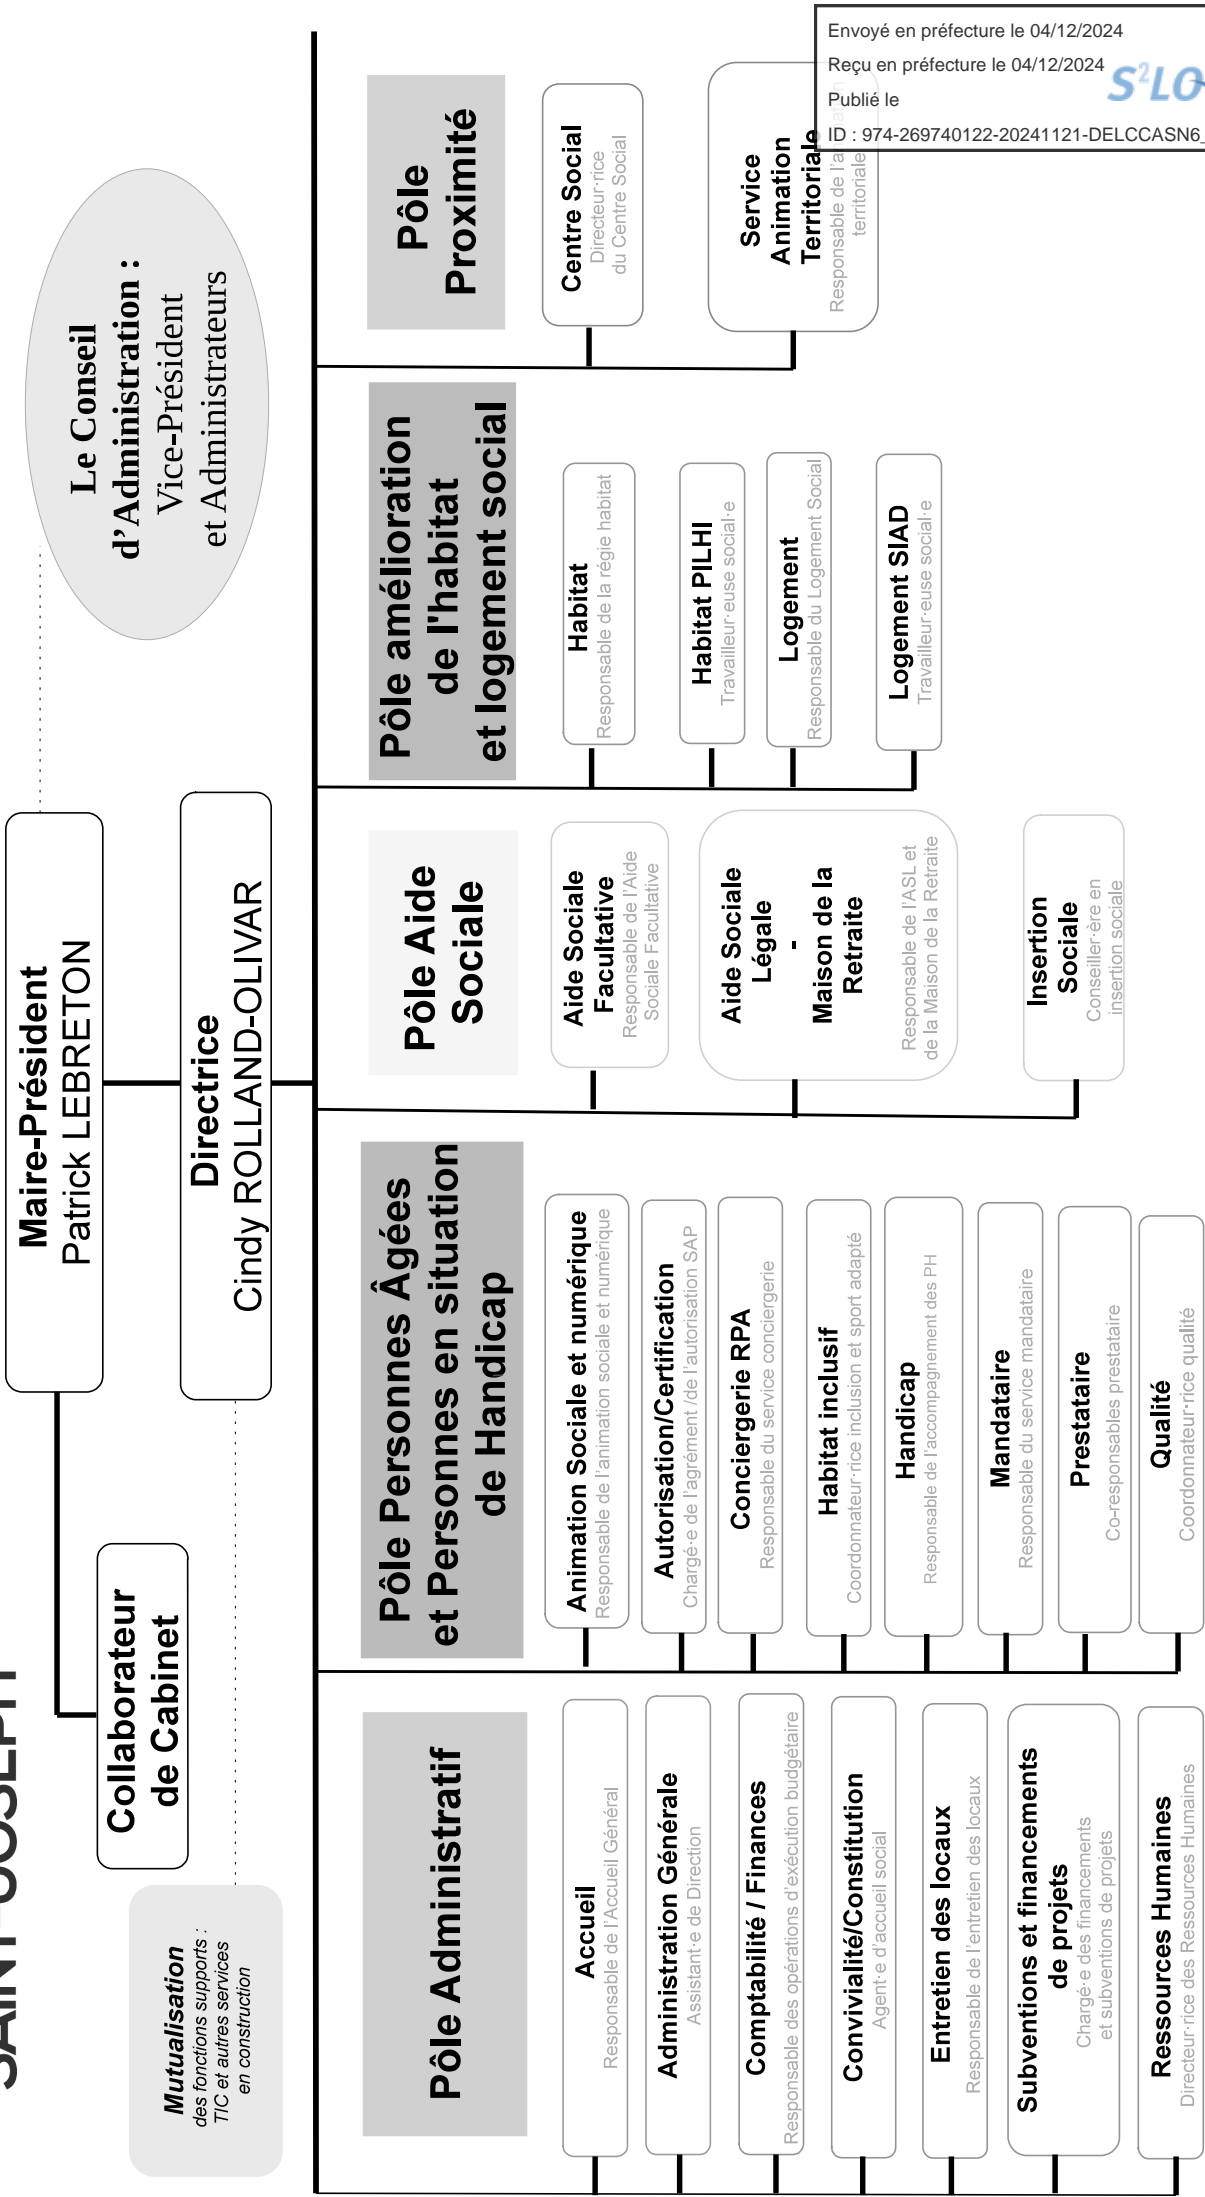 Envoyé en préfecture le 04/12/2024
Reçu en préfecture le 04/12/2024
Publié le
S²LO
ID : 974-269740122-20241121-DELCCASN6_
SAINT-JOSEPH
Maire-Président
Patrick LEBRETON
Le Conseil
d'Administration :
Vice-Président
et Administrateurs
Collaborateur
de Cabinet
Directrice
Cindy ROLLAND-OLIVAR
Mutualisation
des fonctions supports :
TIC et autres services
en construction
Pôle Administratif
Accueil
Responsable de l'Accueil Général
Administration Générale
Assistant·e de Direction
Comptabilité / Finances
Responsable des opérations d'exécution budgétaire
Convivialité/Constitution
Agent·e d'accueil social
Entretien des locaux
Responsable de l'entretien des locaux
Subventions et financements
de projets
Chargé·e des financements
et subventions de projets
Ressources Humaines
Directeur·rice des Ressources Humaines
Pôle Personnes Âgées
et Personnes en situation
de Handicap
Animation Sociale et numérique
Responsable de l'animation sociale et numérique
Autorisation/Certification
Chargé·e de l'agrément /de l'autorisation SAP
Conciergerie RPA
Responsable du service conciergerie
Habitat inclusif
Coordonnateur·rice inclusion et sport adapté
Handicap
Responsable de l'accompagnement des PH
Mandataire
Responsable du service mandataire
Prestataire
Co-responsables prestataire
Qualité
Coordonnateur·rice qualité
Pôle Aide
Sociale
Aide Sociale
Facultative
Responsable de l'Aide
Sociale Facultative
Aide Sociale
Légale
-
Maison de la
Retraite
Responsable de l'ASL et
de la Maison de la Retraite
Insertion
Sociale
Conseiller·ère en
insertion sociale
Pôle amélioration
de l'habitat
et logement social
Habitat
Responsable de la régie habitat
Habitat PILHI
Travailleur·euse social·e
Logement
Responsable du Logement Social
Logement SIAD
Travailleur·euse social·e
Pôle
Proximité
Centre Social
Directeur·rice
du Centre Social
Service
Animation
Territoriale
Responsable de l'animation
territoriale